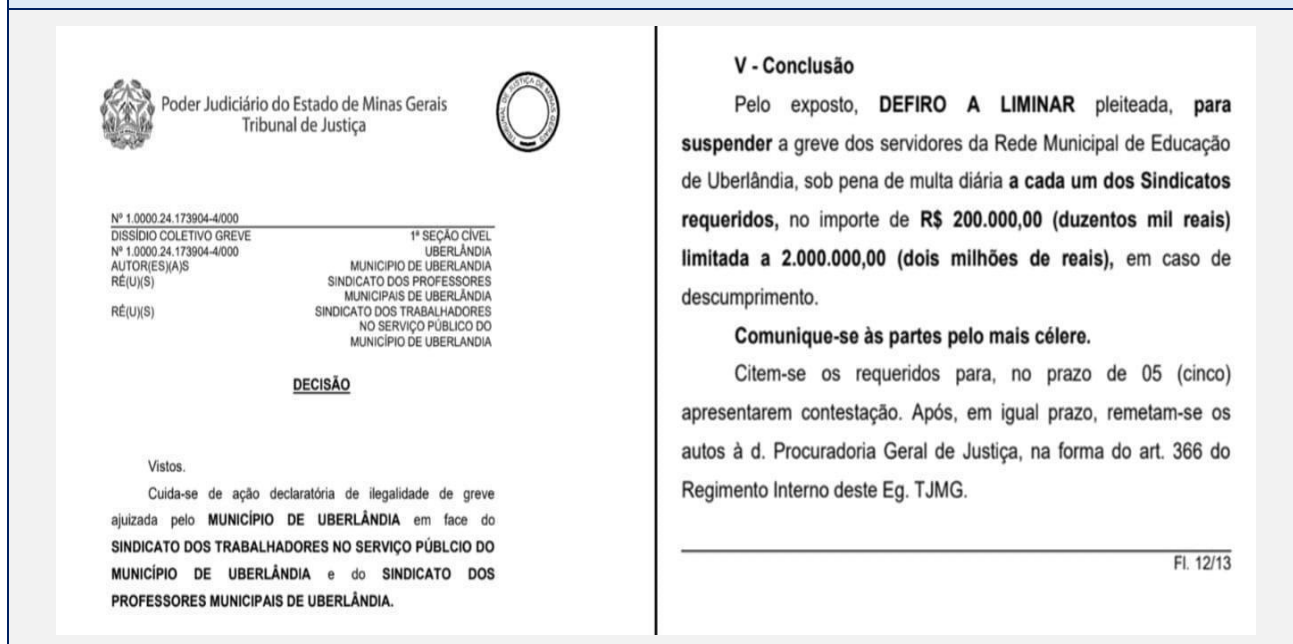 Poder Judiciário do Estado de Minas Gerais
Tribunal de Justiça
TRIBUNAL DE JUSTIÇA DE MINAS GERAIS
Nº 1.0000.24.173904-4/000
DISSÍDIO COLETIVO GREVE 1ª SEÇÃO CÍVEL
Nº 1.0000.24.173904-4/000 UBERLÂNDIA
AUTOR(ES)(A)S MUNICIPIO DE UBERLANDIA
RÉ(U)(S) SINDICATO DOS PROFESSORES
MUNICIPAIS DE UBERLÂNDIA
RÉ(U)(S) SINDICATO DOS TRABALHADORES
NO SERVIÇO PÚBLICO DO
MUNICÍPIO DE UBERLANDIA
DECISÃO
Vistos.
Cuida-se de ação declaratória de ilegalidade de greve
ajuizada pelo MUNICÍPIO DE UBERLÂNDIA em face do
SINDICATO DOS TRABALHADORES NO SERVIÇO PÚBLCIO DO
MUNICÍPIO DE UBERLÂNDIA e do SINDICATO DOS
PROFESSORES MUNICIPAIS DE UBERLÂNDIA.
V - Conclusão
Pelo exposto, DEFIRO A LIMINAR pleiteada, para
suspender a greve dos servidores da Rede Municipal de Educação
de Uberlândia, sob pena de multa diária a cada um dos Sindicatos
requeridos, no importe de R$ 200.000,00 (duzentos mil reais)
limitada a 2.000.000,00 (dois milhões de reais), em caso de
descumprimento.
Comunique-se às partes pelo mais célere.
Citem-se os requeridos para, no prazo de 05 (cinco)
apresentarem contestação. Após, em igual prazo, remetam-se os
autos à d. Procuradoria Geral de Justiça, na forma do art. 366 do
Regimento Interno deste Eg. TJMG.
Fl. 12/13